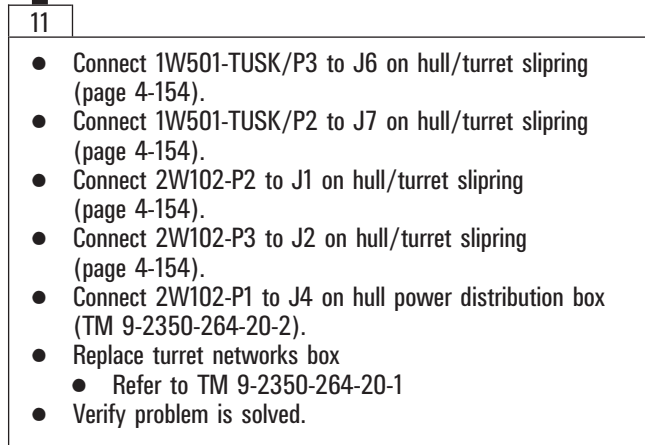 11
● Connect 1W501-TUSK/P3 to J6 on hull/turret slipring
(page 4-154).
● Connect 1W501-TUSK/P2 to J7 on hull/turret slipring
(page 4-154).
● Connect 2W102-P2 to J1 on hull/turret slipring
(page 4-154).
● Connect 2W102-P3 to J2 on hull/turret slipring
(page 4-154).
● Connect 2W102-P1 to J4 on hull power distribution box
(TM 9-2350-264-20-2).
● Replace turret networks box
● Refer to TM 9-2350-264-20-1
● Verify problem is solved.